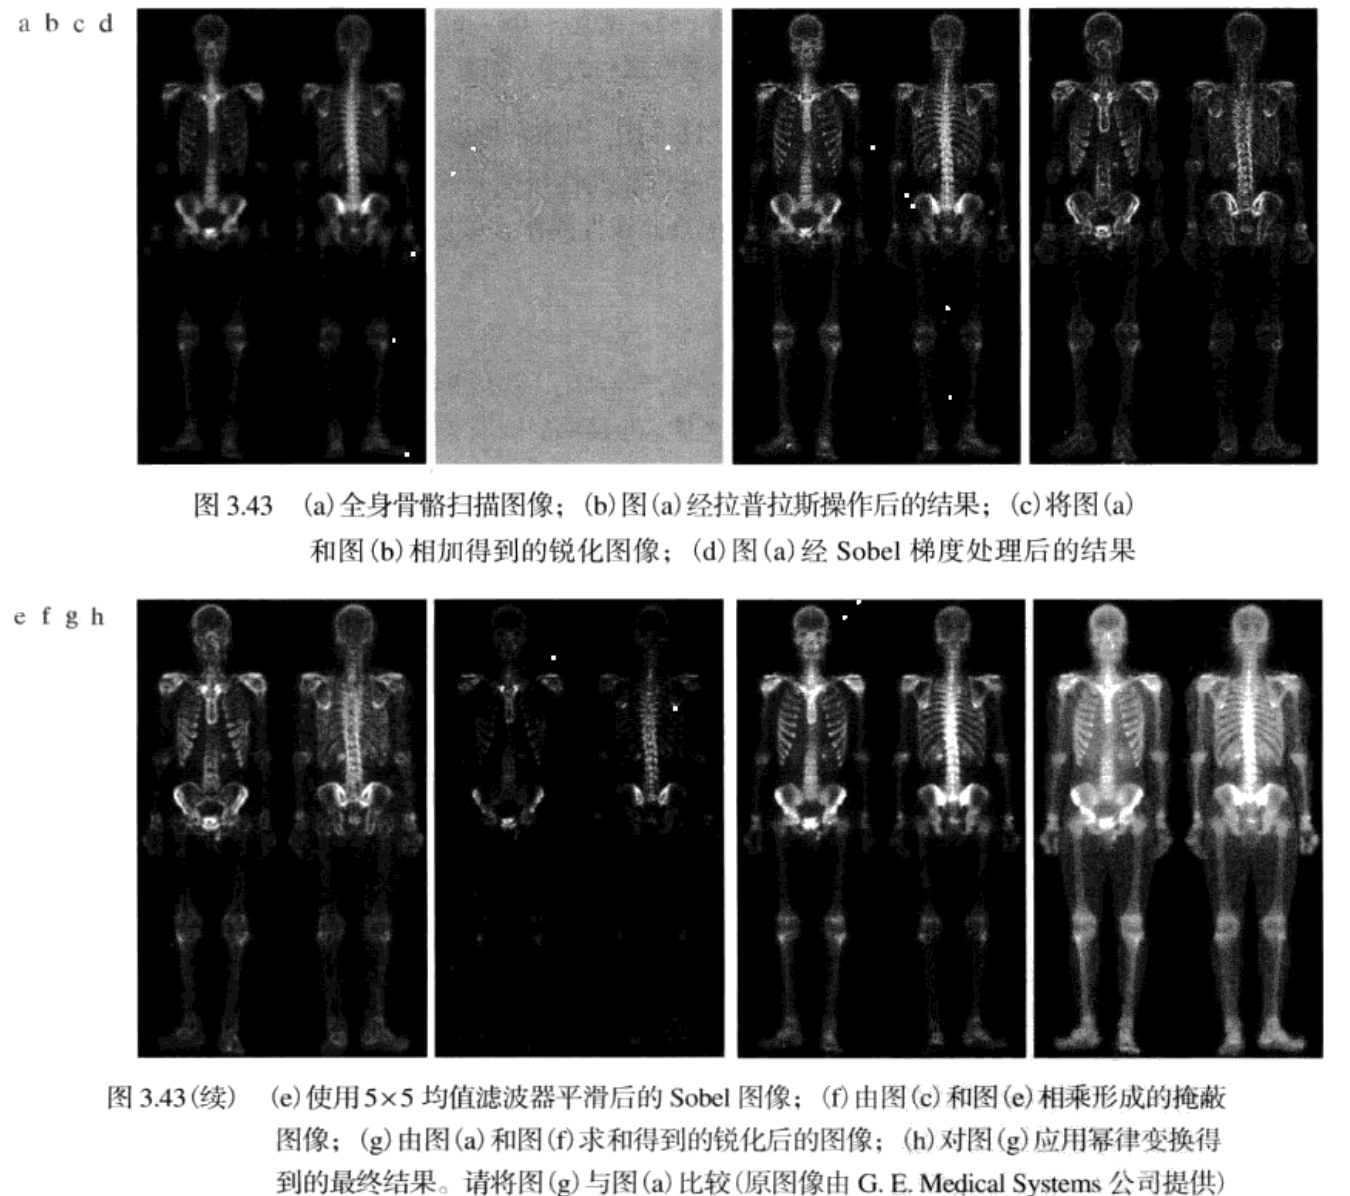 a b c d
图 3.43 (a)全身骨骼扫描图像；(b)图(a)经拉普拉斯操作后的结果；(c)将图(a)
和图(b)相加得到的锐化图像；(d)图(a)经 Sobel 梯度处理后的结果
e f g h
图 3.43(续) (e)使用5×5 均值滤波器平滑后的 Sobel 图像；(f)由图(c)和图(e)相乘形成的掩蔽
图像；(g)由图(a)和图(f)求和得到的锐化后的图像；(h)对图(g)应用幂律变换得
到的最终结果。请将图(g)与图(a)比较(原图像由 G. E. Medical Systems 公司提供)